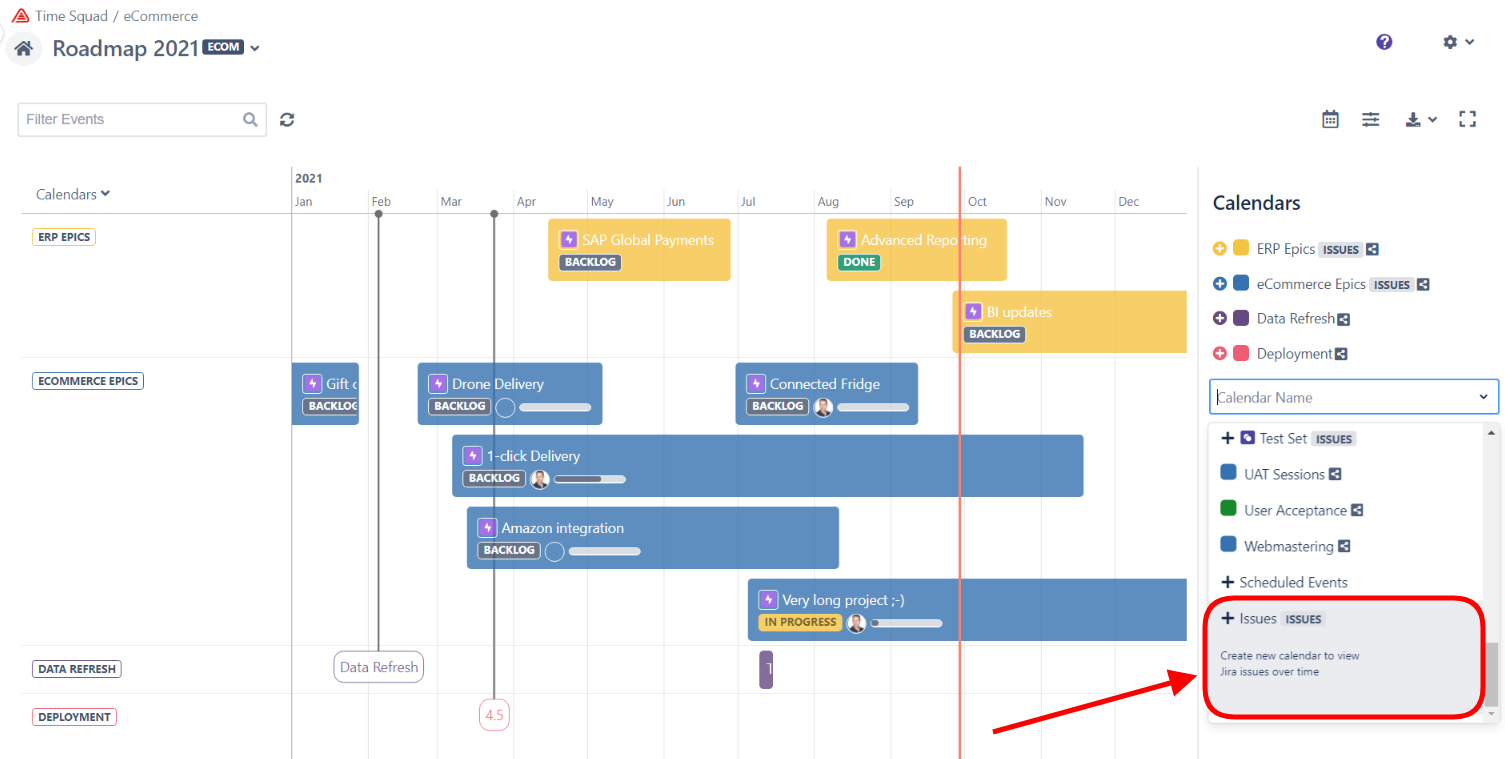 Time Squad / eCommerce
Roadmap 2021 ECOM
Filter Events
Calendars
2021
Jan Feb Mar Apr May Jun Jul Aug Sep Oct Nov Dec
ERP EPICS
SAP Global Payments
BACKLOG
Advanced Reporting
DONE
BI updates
BACKLOG
ECOMMERCE EPICS
Gift
BACKLOG
Drone Delivery
BACKLOG
Connected Fridge
BACKLOG
1-click Delivery
BACKLOG
Amazon integration
BACKLOG
Very long project ;-)
IN PROGRESS
DATA REFRESH
Data Refresh
DEPLOYMENT
4.5
Calendars
ERP Epics ISSUES
eCommerce Epics ISSUES
Data Refresh
Deployment
Calendar Name
Test Set ISSUES
UAT Sessions
User Acceptance
Webmastering
Scheduled Events
Issues ISSUES
Create new calendar to view
Jira issues over time